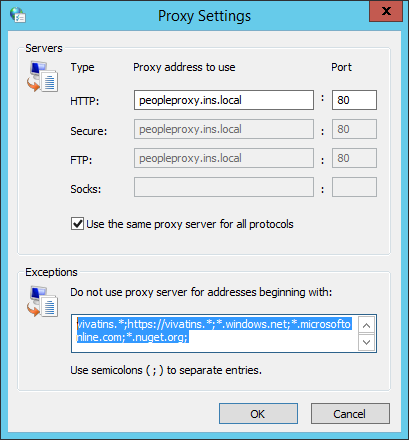 Proxy Settings
x
Servers
Type Proxy address to use Port
HTTP: peopleproxy.ins.local : 80
Secure: peopleproxy.ins.local : 80
FTP: peopleproxy.ins.local : 80
Socks: :
Use the same proxy server for all protocols
Exceptions
Do not use proxy server for addresses beginning with:
vivatins.*;https://vivatins.*;*.windows.net;*.microsofto
nline.com;*.nuget.org;
Use semicolons ( ; ) to separate entries.
OK Cancel